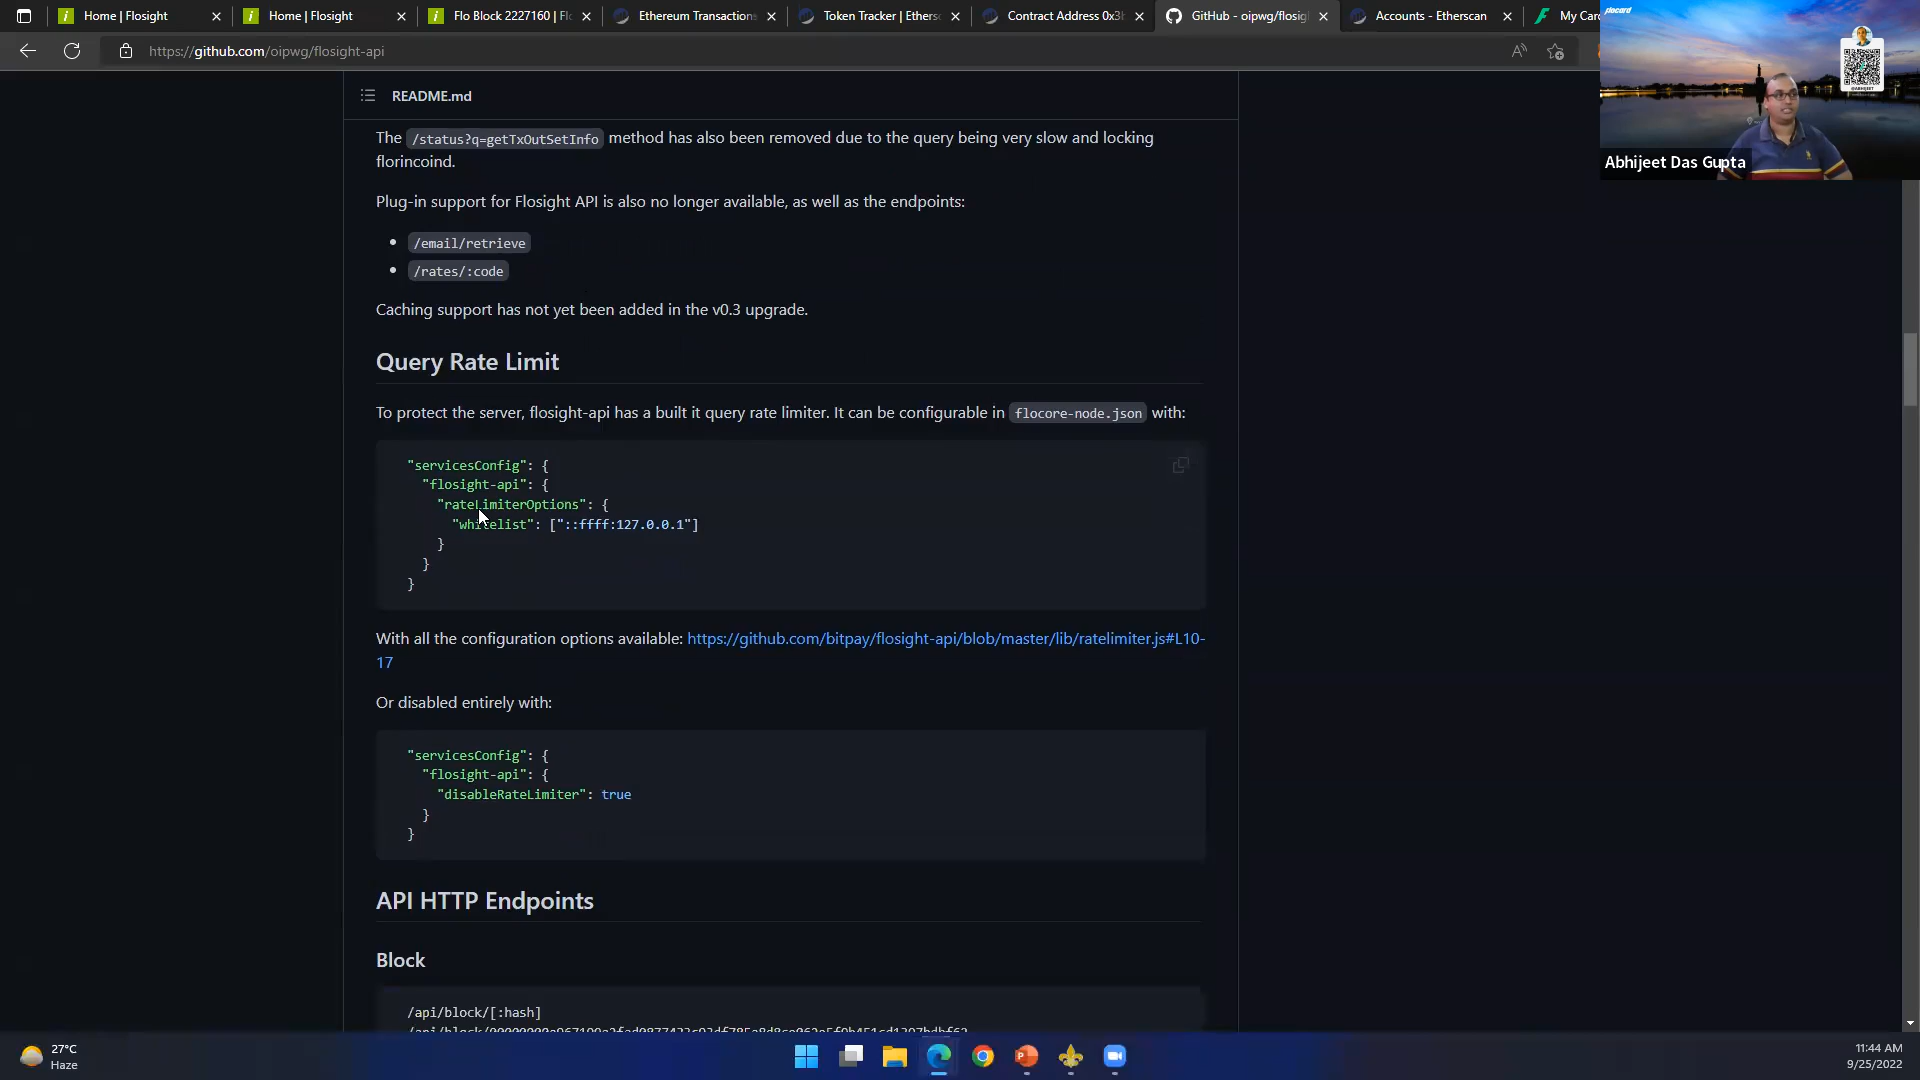 Home | Flosight
Home | Flosight
Flo Block 2227160 | Fl
Ethereum Transactions
Token Tracker | Ethersc
Contract Address 0x3b
GitHub - oipwg/flosig
Accounts - Etherscan
My Car
https://github.com/oipwg/flosight-api
flocard
@ABHIJEET
Abhijeet Das Gupta
README.md
The /status?q=getTxOutSetInfo method has also been removed due to the query being very slow and locking
florincoind.
Plug-in support for Flosight API is also no longer available, as well as the endpoints:
/email/retrieve
/rates/:code
Caching support has not yet been added in the v0.3 upgrade.
Query Rate Limit
To protect the server, flosight-api has a built it query rate limiter. It can be configurable in flocore-node.json with:
"servicesConfig": {
"flosight-api": {
"rateLimiterOptions": {
"whitelist": ["::ffff:127.0.0.1"]
}
}
}
With all the configuration options available: https://github.com/bitpay/flosight-api/blob/master/lib/ratelimiter.js#L10-
17
Or disabled entirely with:
"servicesConfig": {
"flosight-api": {
"disableRateLimiter": true
}
}
API HTTP Endpoints
Block
/api/block/[:hash]
27°C
Haze
11:44 AM
9/25/2022